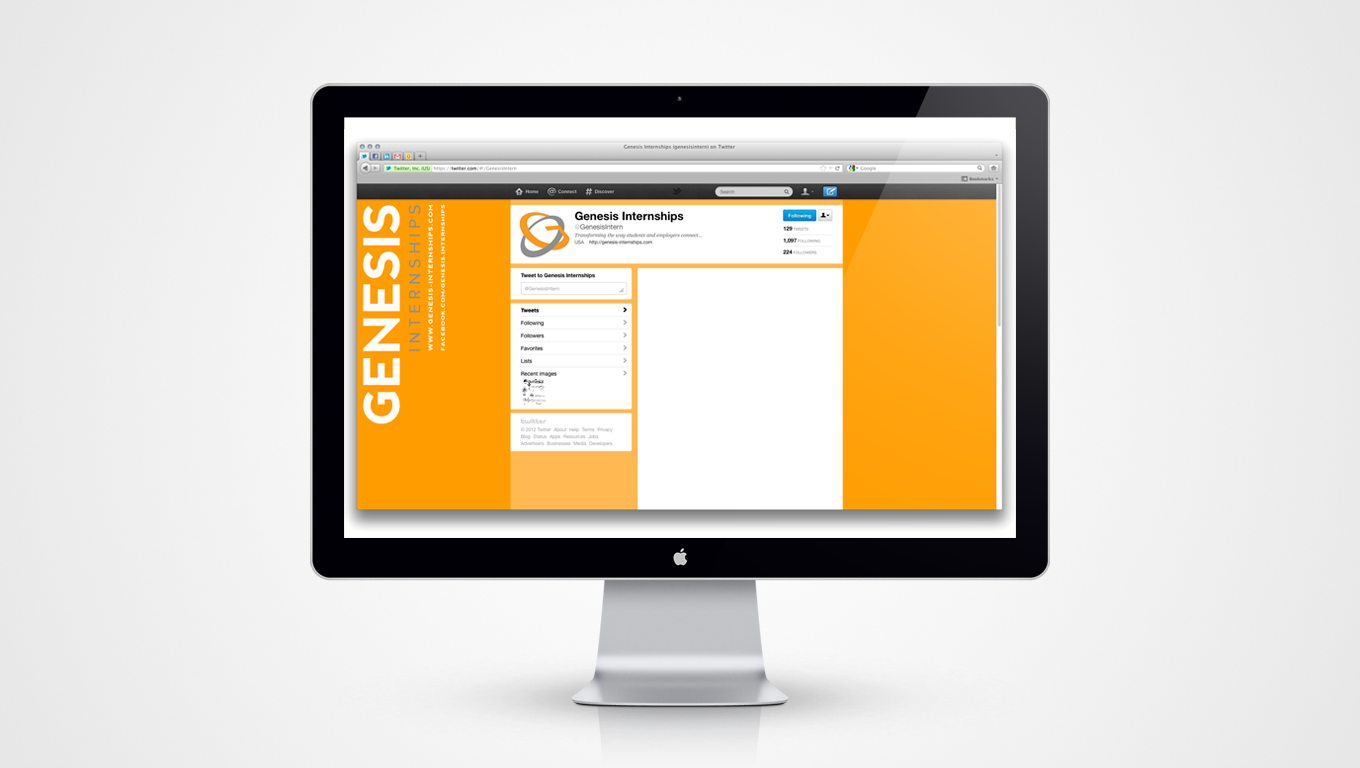 Genesis Internships (genesisintern) on Twitter
Twitter, Inc. (US) https://twitter.com/#!/GenesisIntern
Google
Bookmarks
Home Connect Discover
Search
GENESIS
INTERNSHIPS
WWW.GENESIS-INTERNSHIPS.COM
FACEBOOK.COM/GENESIS.INTERNSHIPS
Genesis Internships
@GenesisIntern
Transforming the way students and employers connect...
USA http://genesis-internships.com
Following
129 TWEETS
1,097 FOLLOWING
224 FOLLOWERS
Tweet to Genesis Internships
@GenesisIntern
Tweets
Following
Followers
Favorites
Lists
Recent images
twitter
© 2012 Twitter About Help Terms Privacy
Blog Status Apps Resources Jobs
Advertisers Businesses Media Developers